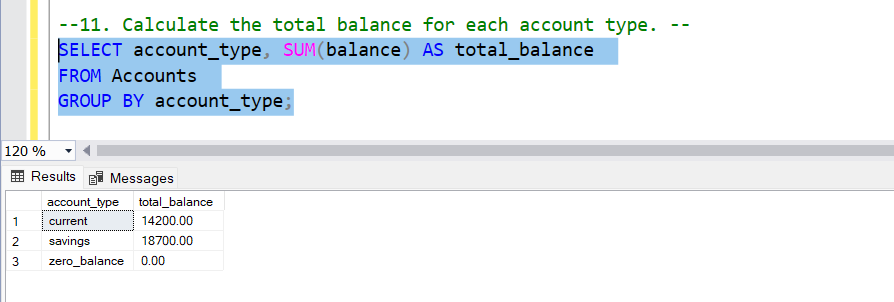 --11. Calculate the total balance for each account type. --
SELECT account_type, SUM(balance) AS total_balance
FROM Accounts
GROUP BY account_type;
120 %
Results Messages
account_type total_balance
1 current 14200.00
2 savings 18700.00
3 zero_balance 0.00